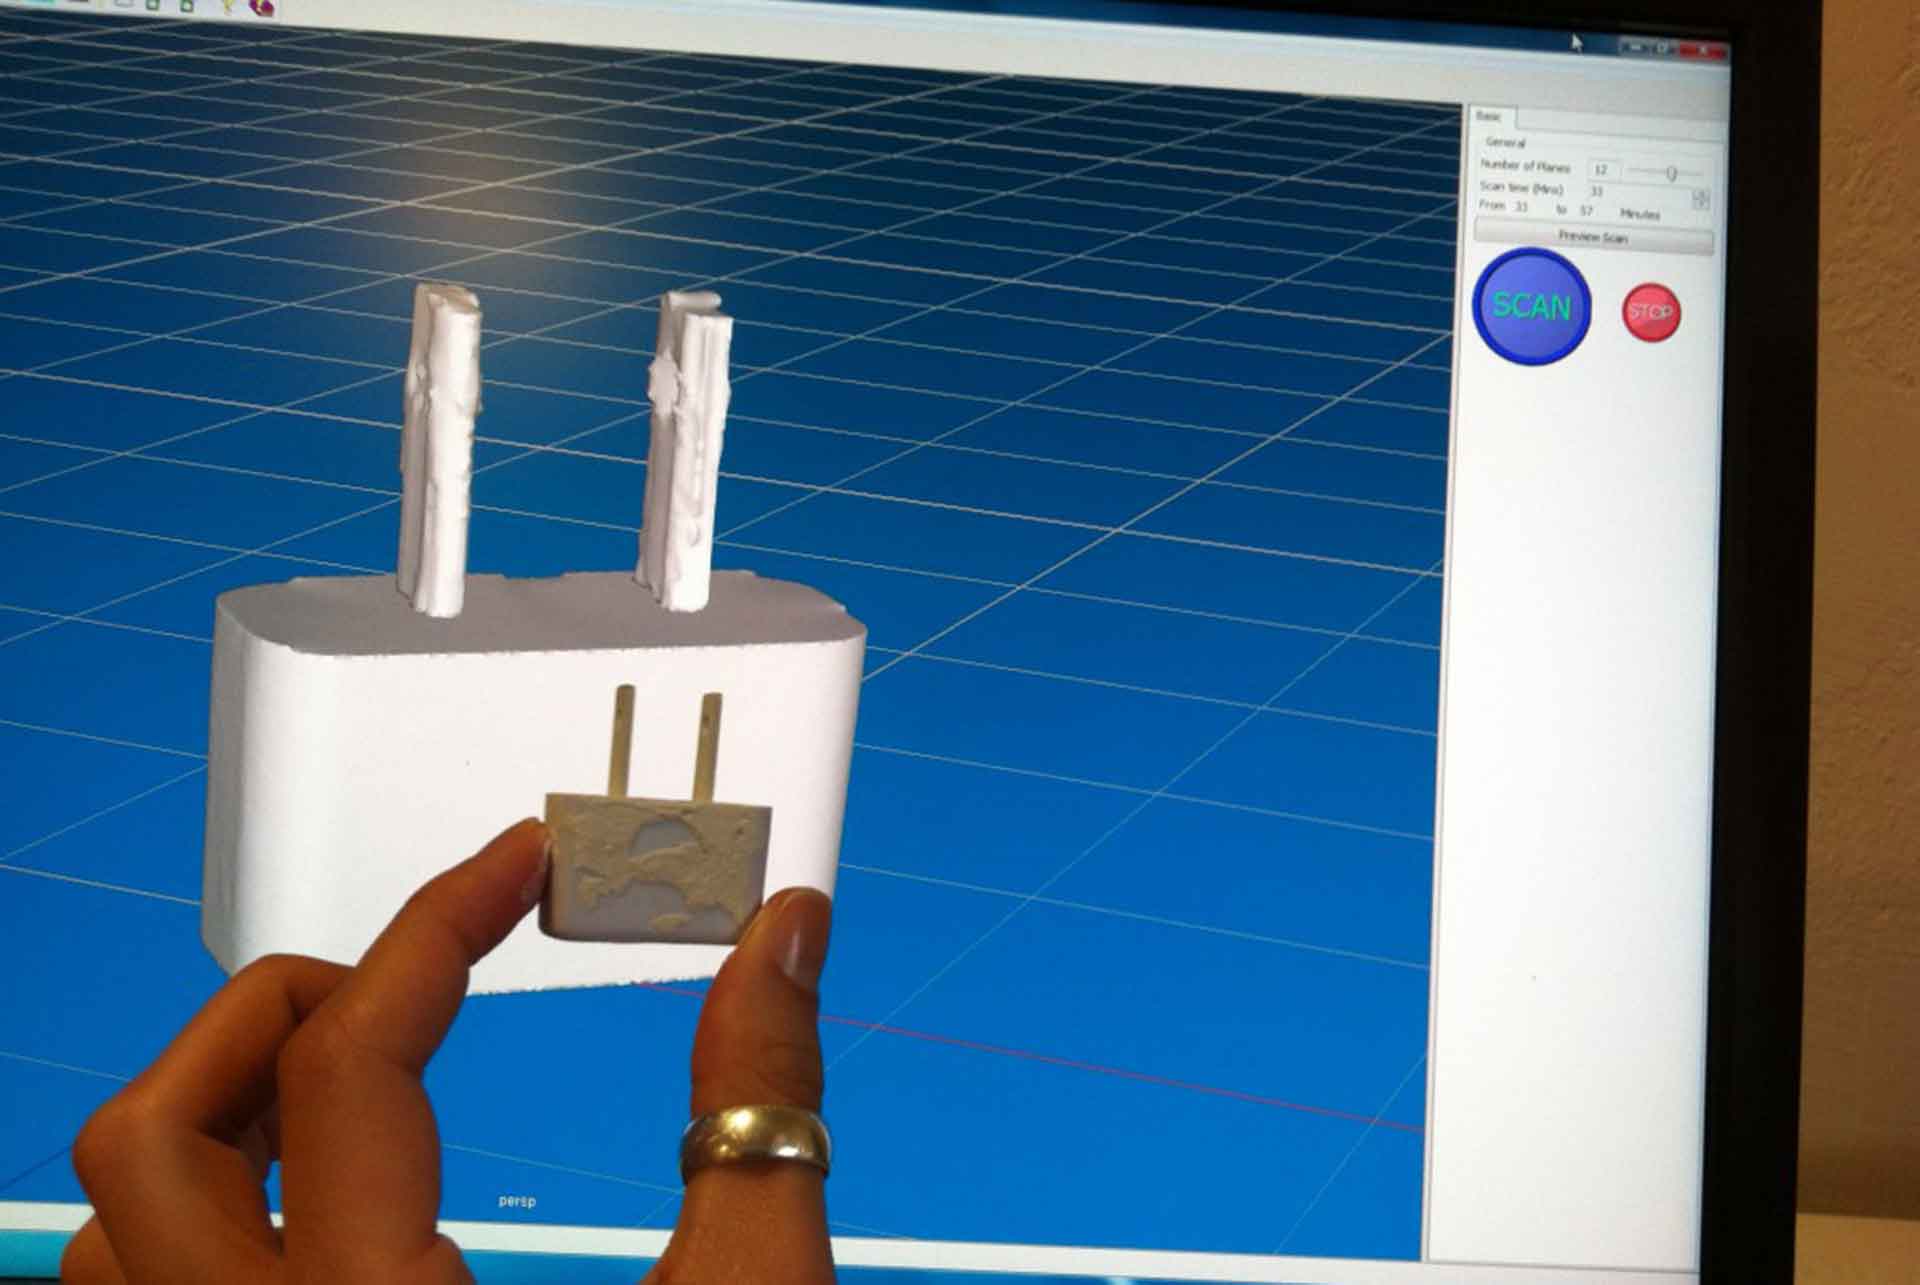 Basic
General
Number of Planes 12
Scan time (Mins) 33
From 33 to 57 Minutes
Preview Scan
SCAN STOP
persp